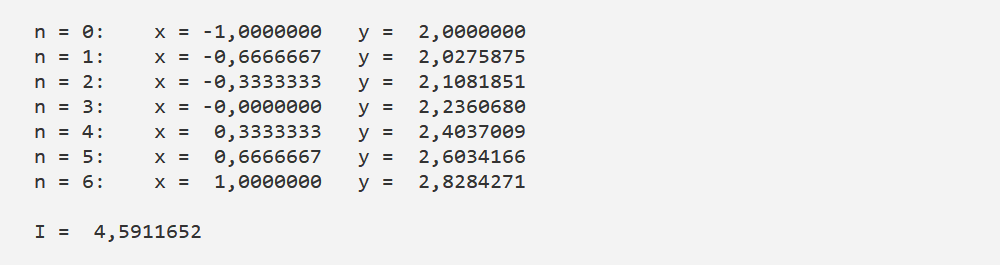 n = 0:    x = -1,0000000   y =  2,0000000
n = 1:    x = -0,6666667   y =  2,0275875
n = 2:    x = -0,3333333   y =  2,1081851
n = 3:    x = -0,0000000   y =  2,2360680
n = 4:    x =  0,3333333   y =  2,4037009
n = 5:    x =  0,6666667   y =  2,6034166
n = 6:    x =  1,0000000   y =  2,8284271
I =  4,5911652